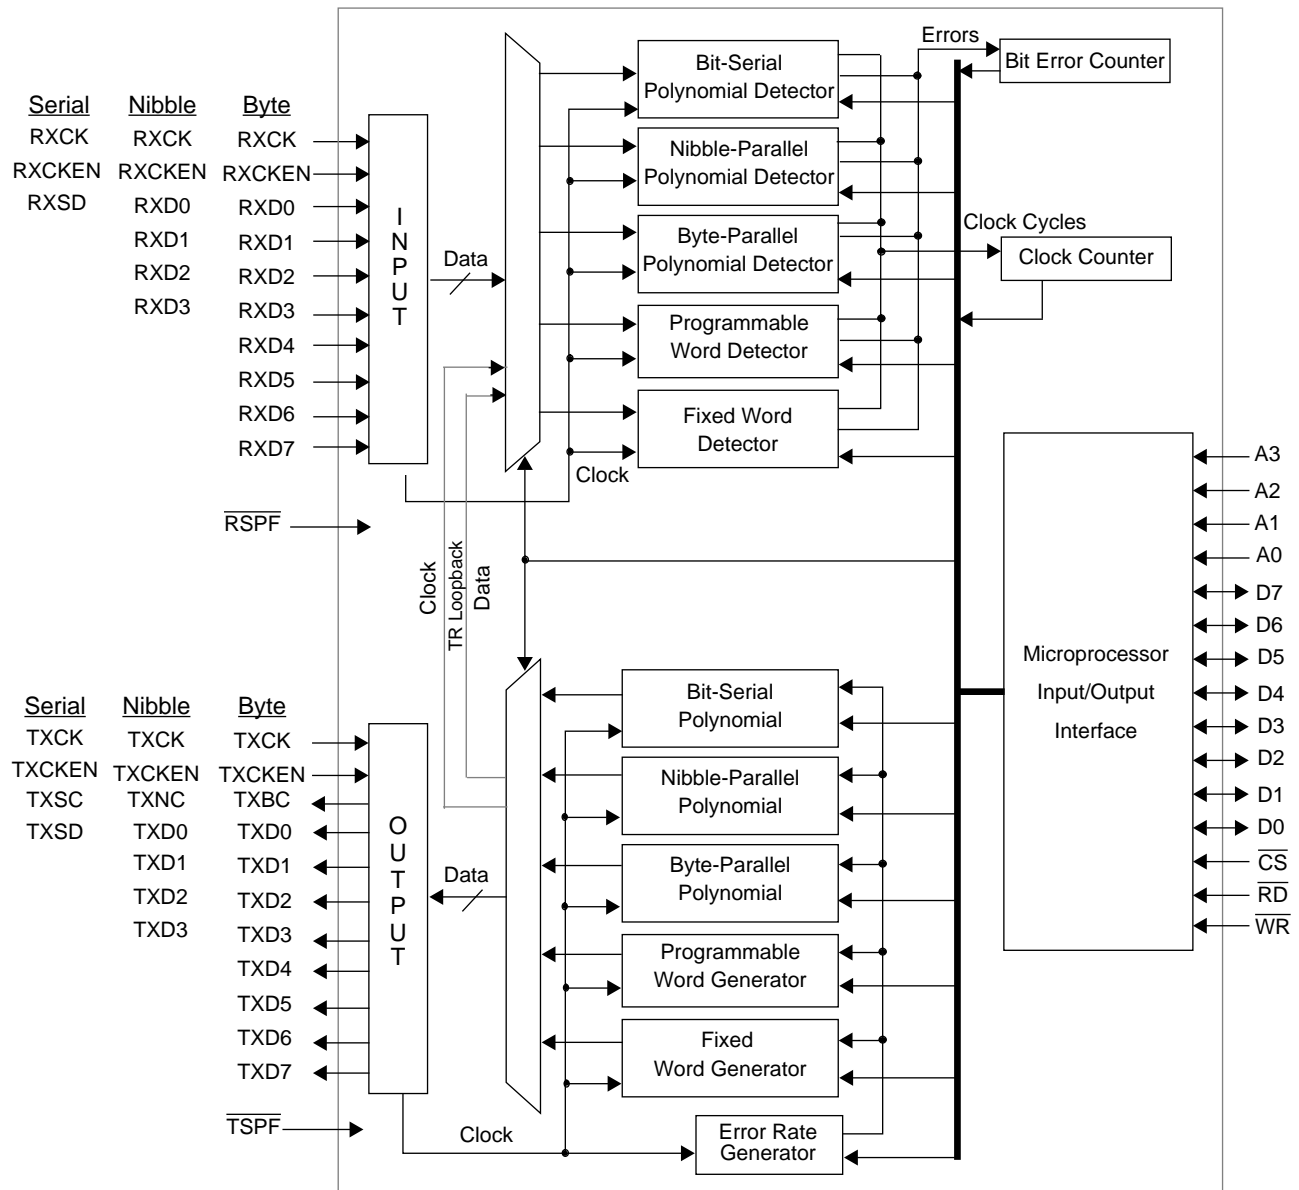 Errors
Bit Error Counter
Bit-Serial
Polynomial Detector
Serial Nibble Byte
RXCK RXCK RXCK
RXCKEN RXCKEN RXCKEN
RXSD RXD0 RXD0
RXD1 RXD1
RXD2 RXD2
RXD3 RXD3
RXD4
RXD5
RXD6
RXD7
RSPF
INPUT
Data
Nibble-Parallel
Polynomial Detector
Byte-Parallel
Polynomial Detector
Programmable
Word Detector
Fixed Word
Detector
Clock
Clock Cycles
Clock Counter
Clock
TR Loopback
Data
Microprocessor
Input/Output
Interface
A3
A2
A1
A0
D7
D6
D5
D4
D3
D2
D1
D0
CS
RD
WR
Serial Nibble Byte
TXCK TXCK TXCK
TXCKEN TXCKEN TXCKEN
TXSC TXNC TXBC
TXSD TXD0 TXD0
TXD1 TXD1
TXD2 TXD2
TXD3 TXD3
TXD4
TXD5
TXD6
TXD7
TSPF
OUTPUT
Data
Bit-Serial
Polynomial
Nibble-Parallel
Polynomial
Byte-Parallel
Polynomial
Programmable
Word Generator
Fixed
Word Generator
Clock
Error Rate
Generator